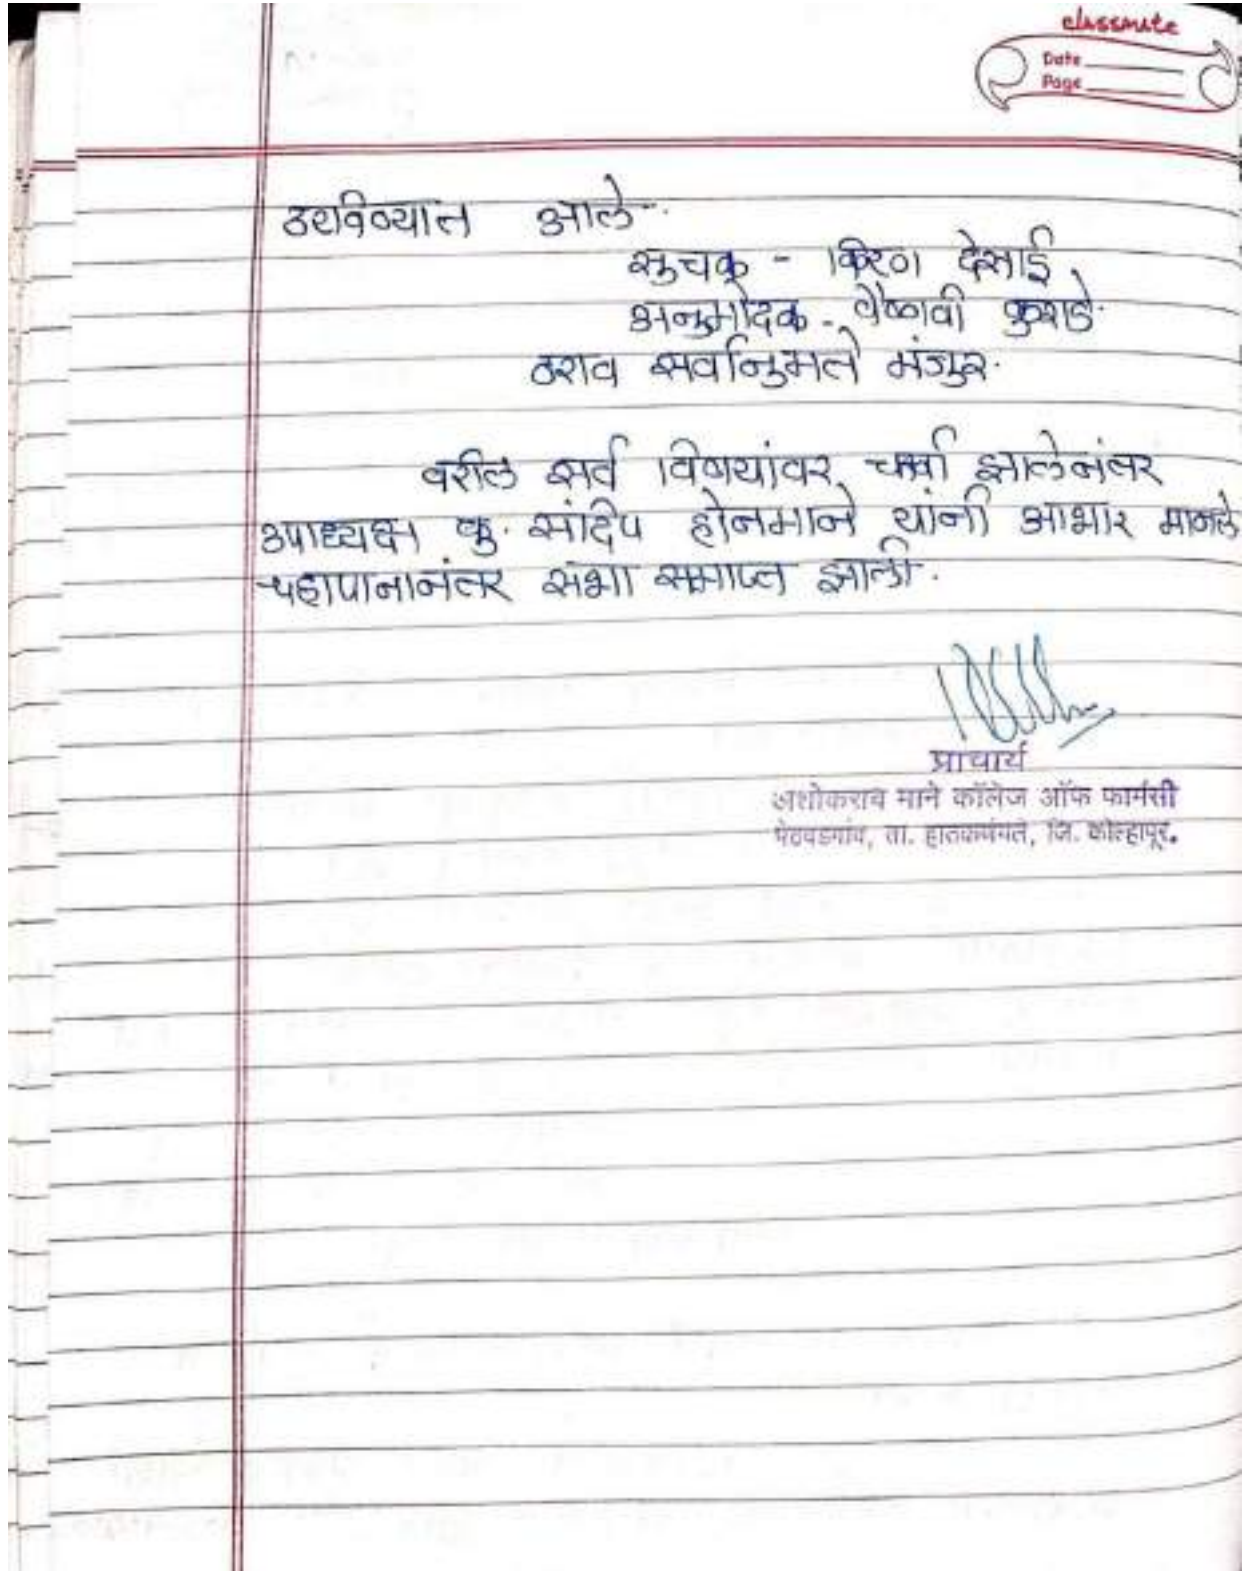 classmate
Date
Page
ठरविण्यात आले.
सुचक - किरण देसाई
अनुमोदक - वैष्णवी कुराडे.
ठराव सर्वानुमते मंजुर.
वरील सर्व विषयांवर चर्चा झालेनंतर
उपाध्यक्ष कु. संदिप होनमाने यांनी आभार मानले
चहापानानंतर सभा समाप्त झाली.
प्राचार्य
अशोकराव माने कॉलेज ऑफ फार्मसी
पेठवडगांव, ता. हातकणंगले, जि. कोल्हापूर.